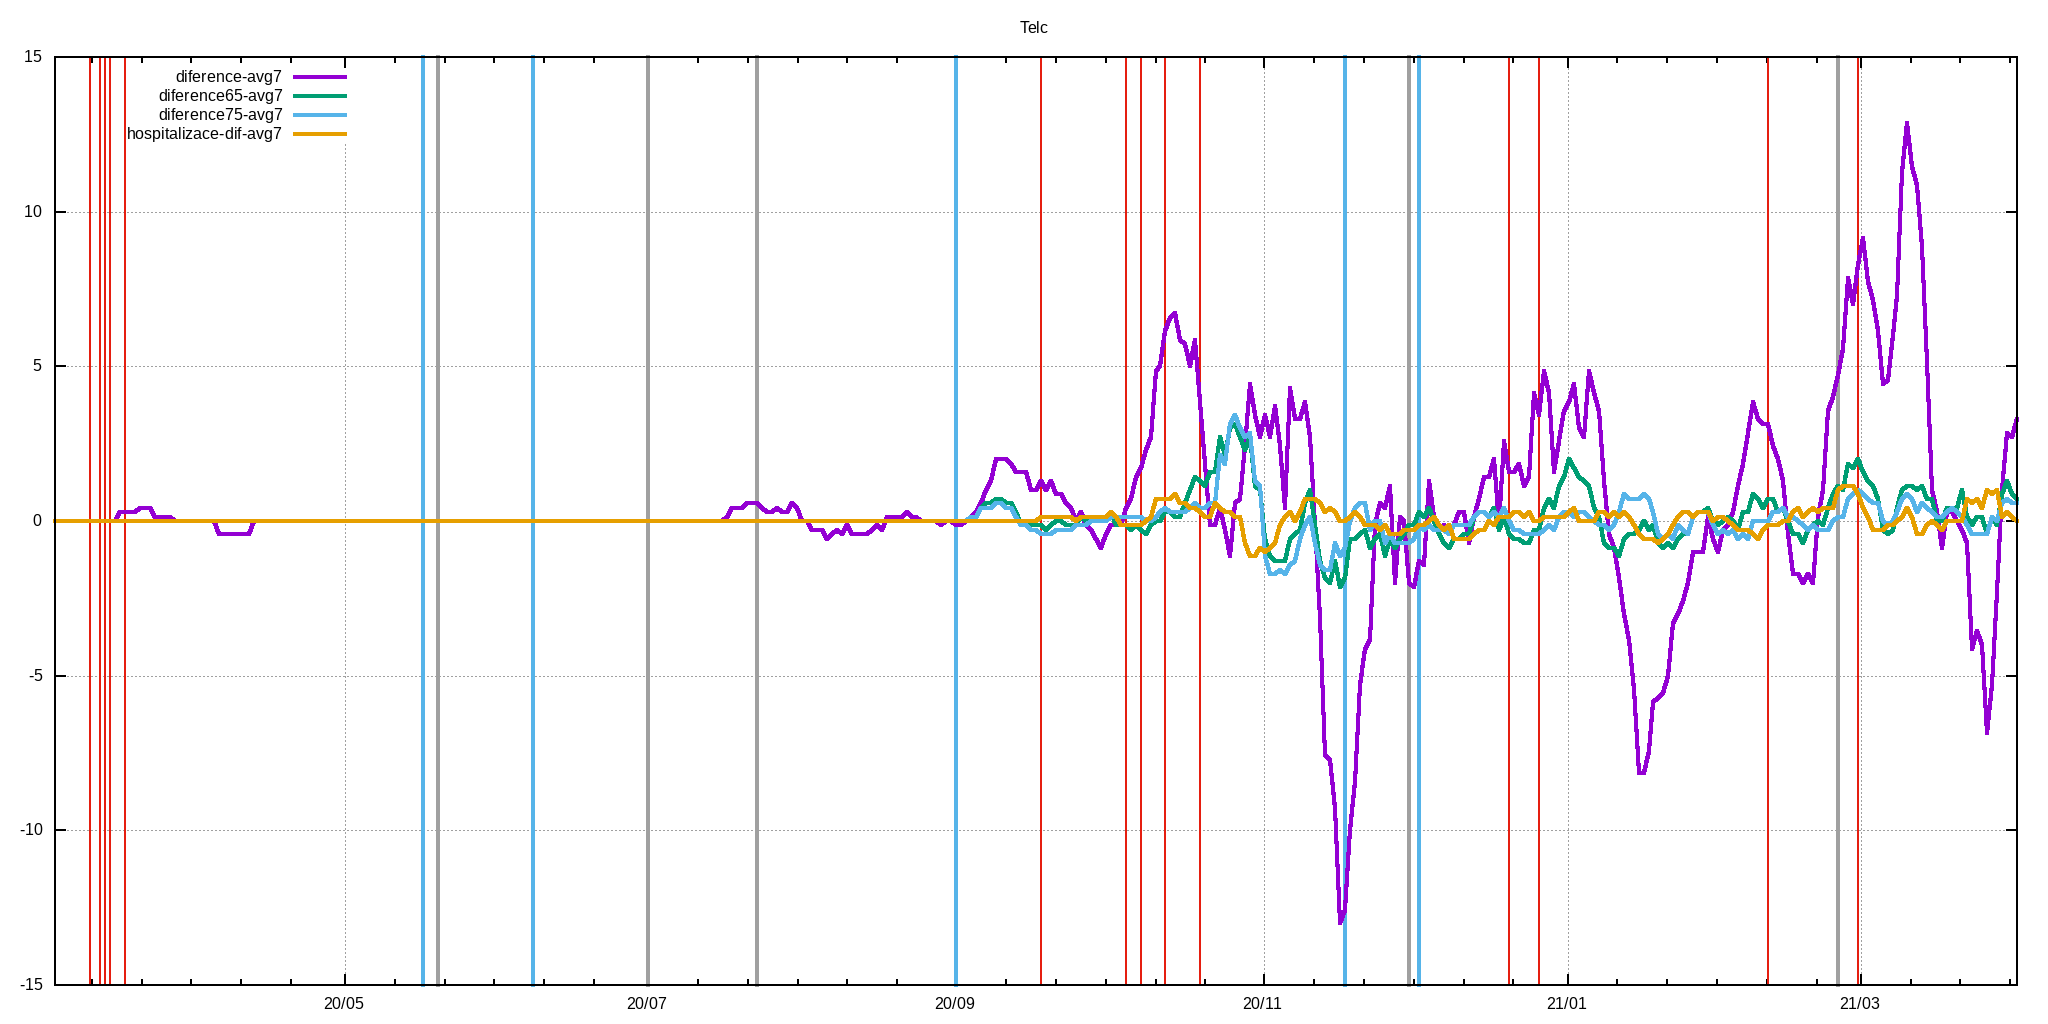 Telc
15
diference-avg7
diference65-avg7
diference75-avg7
hospitalizace-dif-avg7
10
5
0
-5
-10
-15
20/05 20/07 20/09 20/11 21/01 21/03